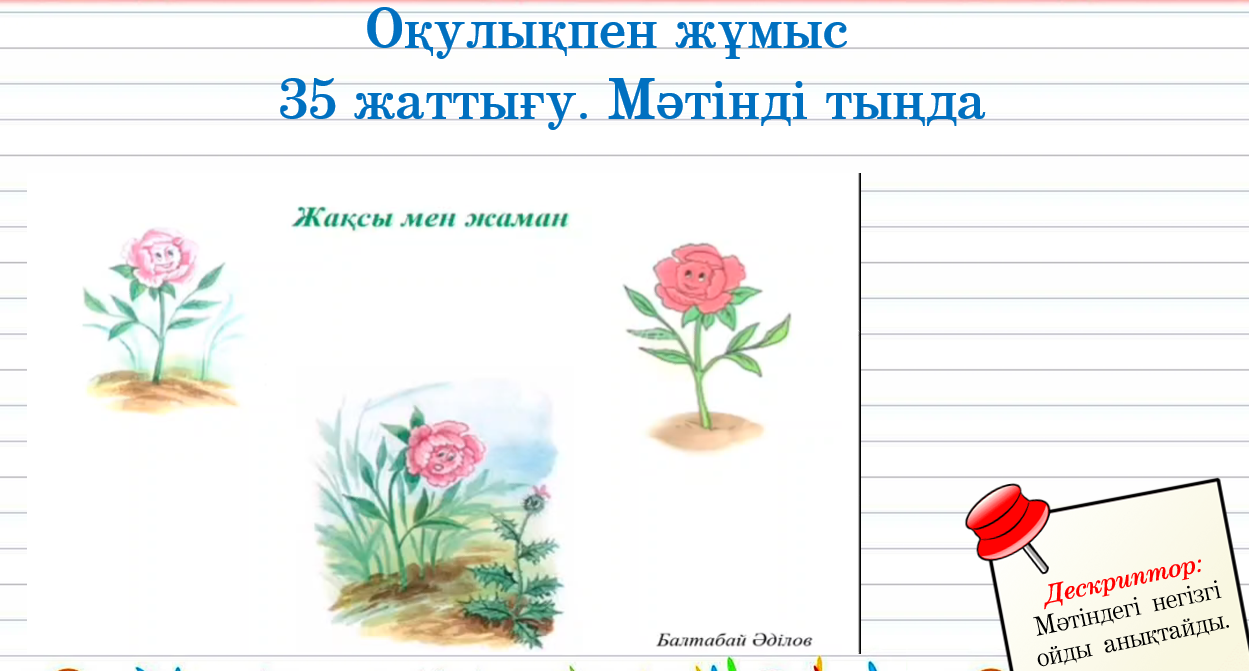 Оқулықпен жұмыс
35 жаттығу. Мәтінді тыңда
Жақсы мен жаман
Балтабай Әділов
Дескриптор:
Мәтіндегі негізгі
ойды анықтайды.